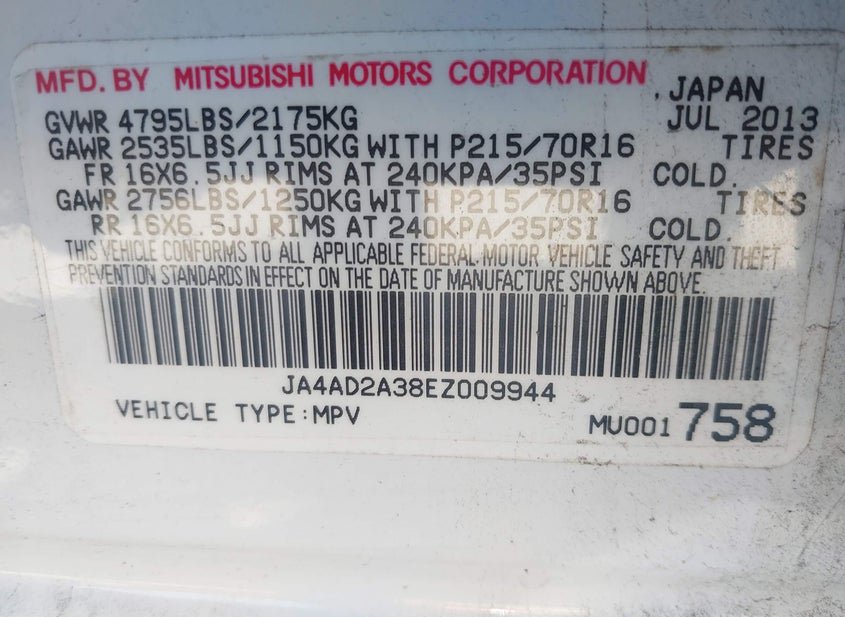 MFD. BY MITSUBISHI MOTORS CORPORATION, JAPAN
GVWR 4795LBS/2175KG JUL 2013
GAWR 2535LBS/1150KG WITH P215/70R16 TIRES
FR 16X6.5JJ RIMS AT 240KPA/35PSI COLD.
GAWR 2756LBS/1250KG WITH P215/70R16 TIRES
RR 16X6.5JJ RIMS AT 240KPA/35PSI COLD.
THIS VEHICLE CONFORMS TO ALL APPLICABLE FEDERAL MOTOR VEHICLE SAFETY AND THEFT
PREVENTION STANDARDS IN EFFECT ON THE DATE OF MANUFACTURE SHOWN ABOVE.
JA4AD2A38EZ009944
VEHICLE TYPE:MPV MU001 758